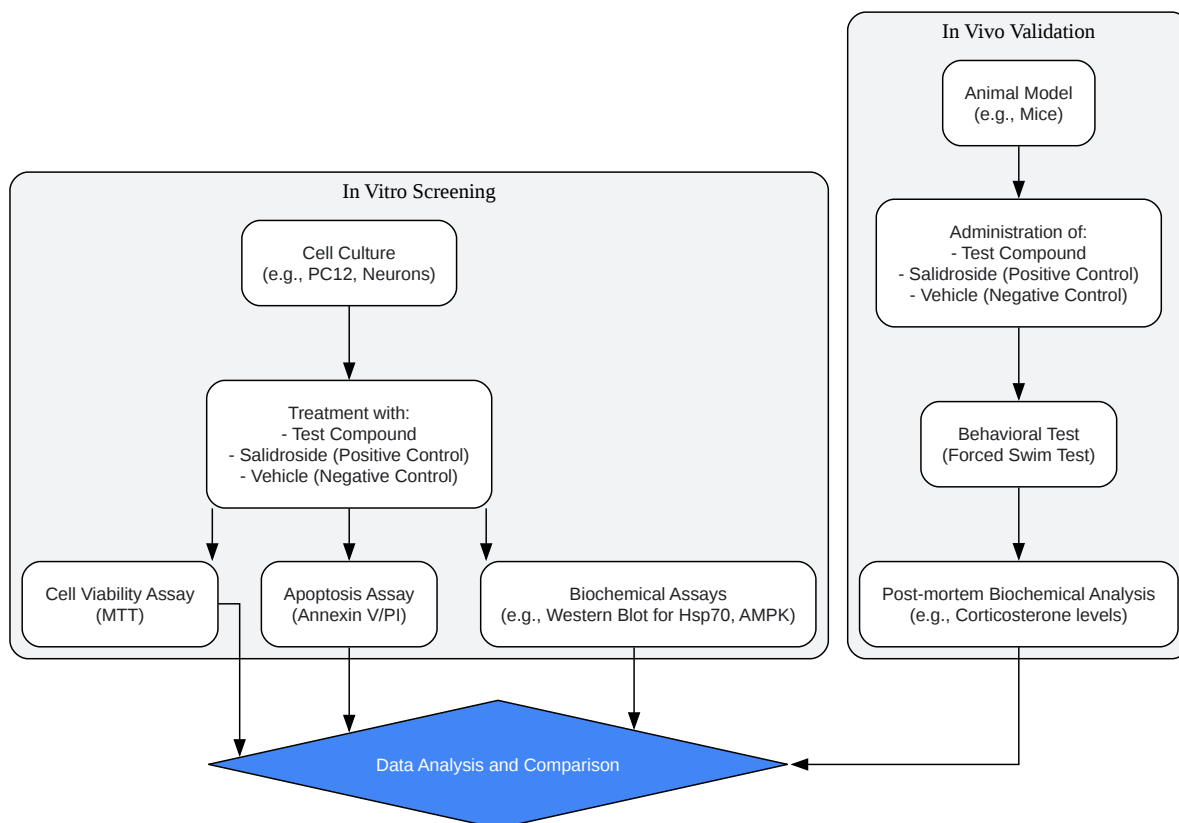 In Vitro Screening
Cell Culture
(e.g., PC12, Neurons)
Treatment with:
- Test Compound
- Salidroside (Positive Control)
- Vehicle (Negative Control)
Cell Viability Assay
(MTT)
Apoptosis Assay
(Annexin V/PI)
Biochemical Assays
(e.g., Western Blot for Hsp70, AMPK)
In Vivo Validation
Animal Model
(e.g., Mice)
Administration of:
- Test Compound
- Salidroside (Positive Control)
- Vehicle (Negative Control)
Behavioral Test
(Forced Swim Test)
Post-mortem Biochemical Analysis
(e.g., Corticosterone levels)
Data Analysis and Comparison